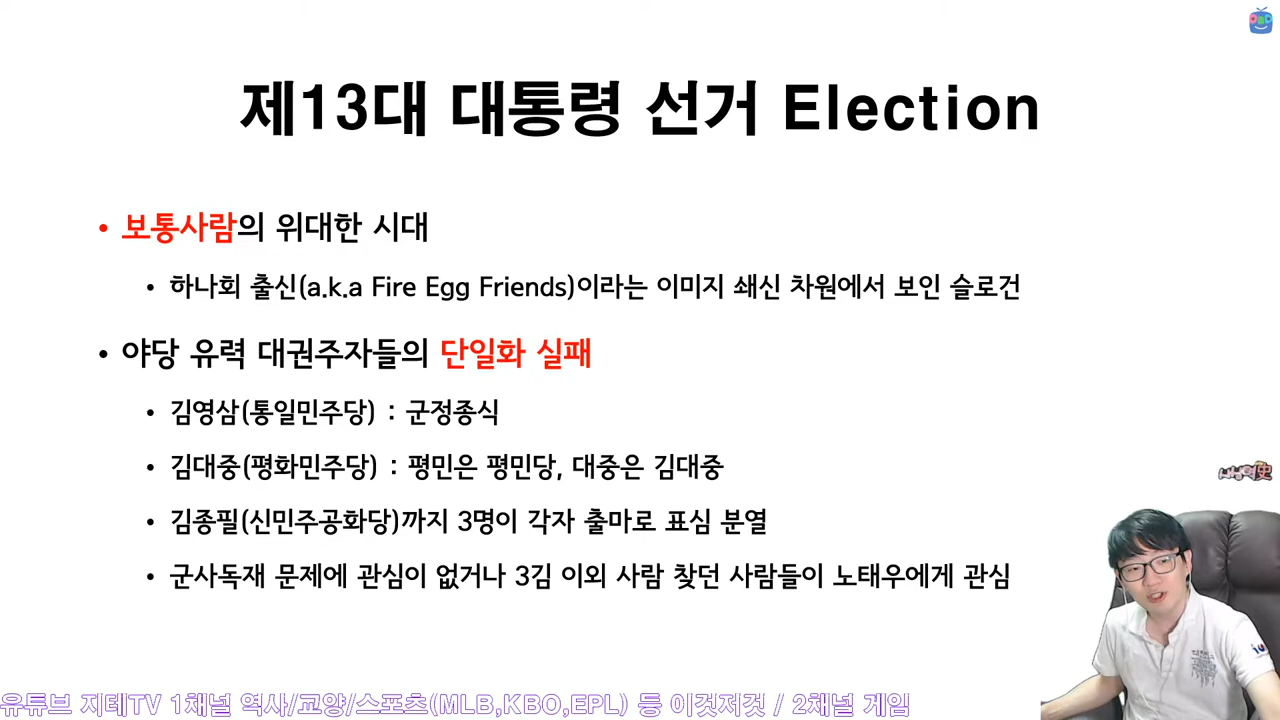 제13대 대통령 선거 Election
• 보통사람의 위대한 시대
• 하나회 출신(a.k.a Fire Egg Friends)이라는 이미지 쇄신 차원에서 보인 슬로건
• 야당 유력 대권주자들의 단일화 실패
• 김영삼(통일민주당) : 군정종식
• 김대중(평화민주당) : 평민은 평민당, 대중은 김대중
• 김종필(신민주공화당)까지 3명이 각자 출마로 표심 분열
• 군사독재 문제에 관심이 없거나 3김 이외 사람 찾던 사람들이 노태우에게 관심
유튜브 지테TV 1채널 역사/교양/스포츠(MLB,KBO,EPL) 등 이것저것 / 2채널 게임